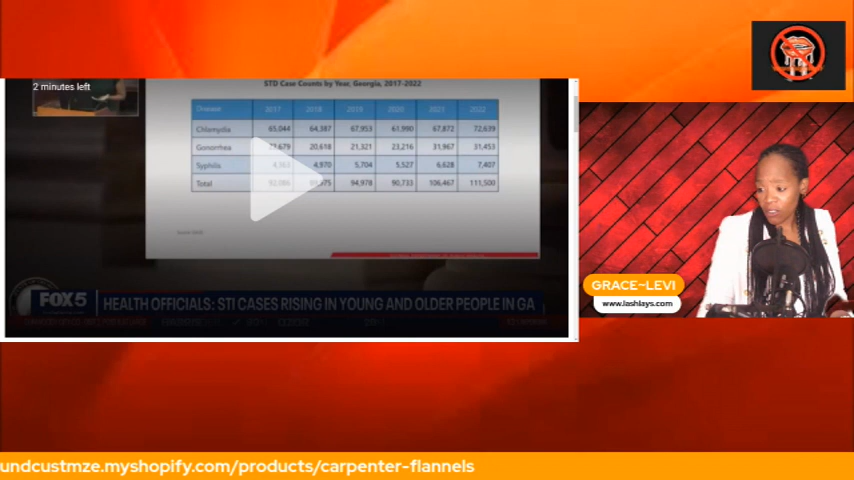 2 minutes left
STD Case Counts by Year, Georgia, 2017-2022
Disease 2017 2018 2019 2020 2021 2022
Chlamydia 65,044 64,387 67,953 61,990 67,872 72,639
Gonorrhea 20,618 21,321 23,216 31,967 31,453
Syphilis 4,970 5,704 5,527 6,628 7,407
Total 94,978 90,733 106,467 111,500
FOX 5
HEALTH OFFICIALS: STI CASES RISING IN YOUNG AND OLDER PEOPLE IN GA
GRACE~LEVI
www.lashlays.com
undcustmze.myshopify.com/products/carpenter-flannels